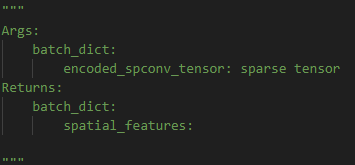 """
Args:
    batch_dict:
        encoded_spconv_tensor: sparse tensor
Returns:
    batch_dict:
        spatial_features:

"""